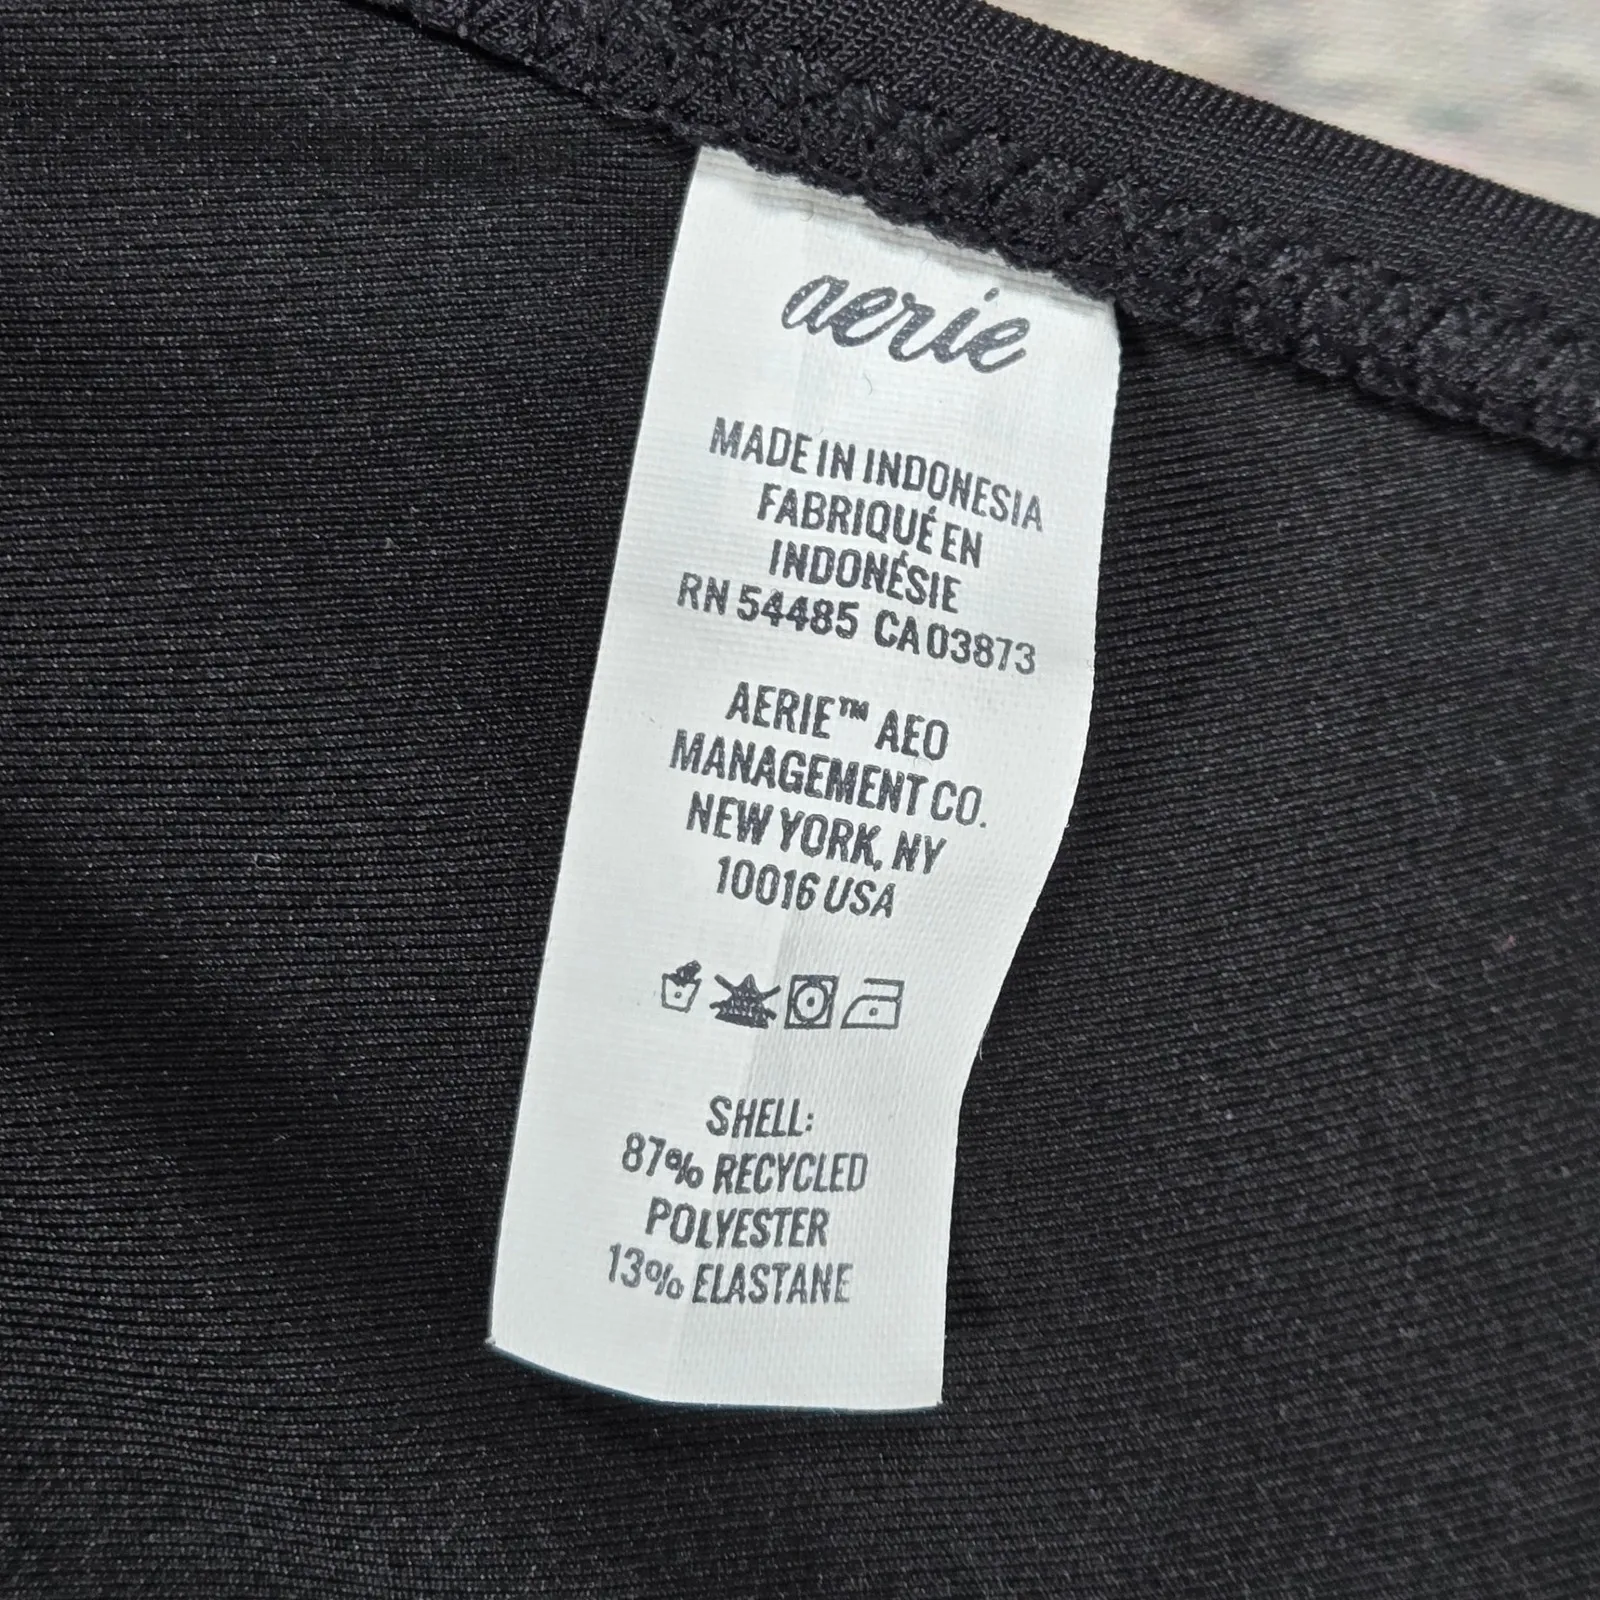 aerie
MADE IN INDONESIA
FABRIQUÉ EN
INDONÉSIE
RN 54485 CA 03873
AERIE™ AEO
MANAGEMENT CO.
NEW YORK, NY
10016 USA
SHELL:
87% RECYCLED
POLYESTER
13% ELASTANE